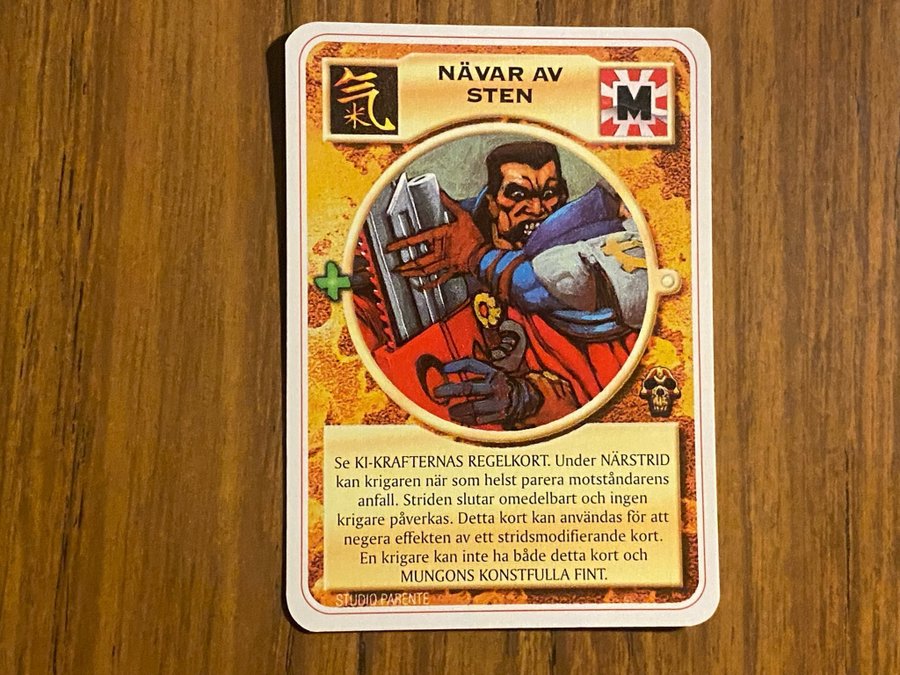 氣
NÄVAR AV
STEN
M
Se KI-KRAFTERNAS REGELKORT. Under NÄRSTRID
kan krigaren när som helst parera motståndarens
anfall. Striden slutar omedelbart och ingen
krigare påverkas. Detta kort kan användas för att
negera effekten av ett stridsmodifierande kort.
En krigare kan inte ha både detta kort och
MUNGONS KONSTFULLA FINT.
STUDIO PARENTE